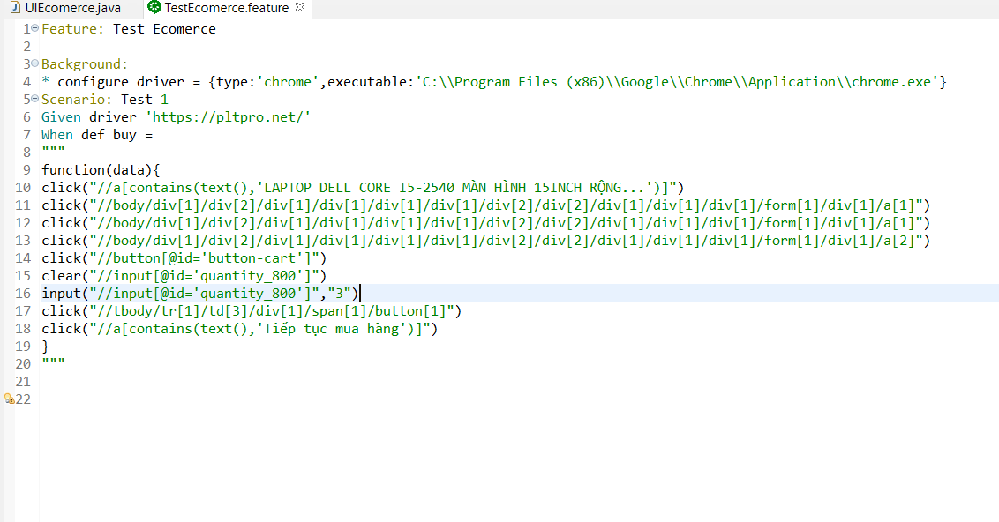 UIEcomerce.java TestEcomerce.feature
1 Feature: Test Ecomerce
2
3 Background:
4 * configure driver = {type:'chrome',executable:'C:\\Program Files (x86)\\Google\\Chrome\\Application\\chrome.exe'}
5 Scenario: Test 1
6 Given driver 'https://pltpro.net/'
7 When def buy =
8 """
9 function(data){
10 click("//a[contains(text(),'LAPTOP DELL CORE I5-2540 MÀN HÌNH 15INCH RỘNG...')]")
11 click("//body/div[1]/div[2]/div[1]/div[1]/div[1]/div[1]/div[2]/div[2]/div[1]/div[1]/div[1]/form[1]/div[1]/a[1]")
12 click("//body/div[1]/div[2]/div[1]/div[1]/div[1]/div[1]/div[2]/div[2]/div[1]/div[1]/div[1]/form[1]/div[1]/a[1]")
13 click("//body/div[1]/div[2]/div[1]/div[1]/div[1]/div[1]/div[2]/div[2]/div[1]/div[1]/div[1]/form[1]/div[1]/a[2]")
14 click("//button[@id='button-cart']")
15 clear("//input[@id='quantity_800']")
16 input("//input[@id='quantity_800']","3")
17 click("//tbody/tr[1]/td[3]/div[1]/span[1]/button[1]")
18 click("//a[contains(text(),'Tiếp tục mua hàng')]")
19 }
20 """
21
22